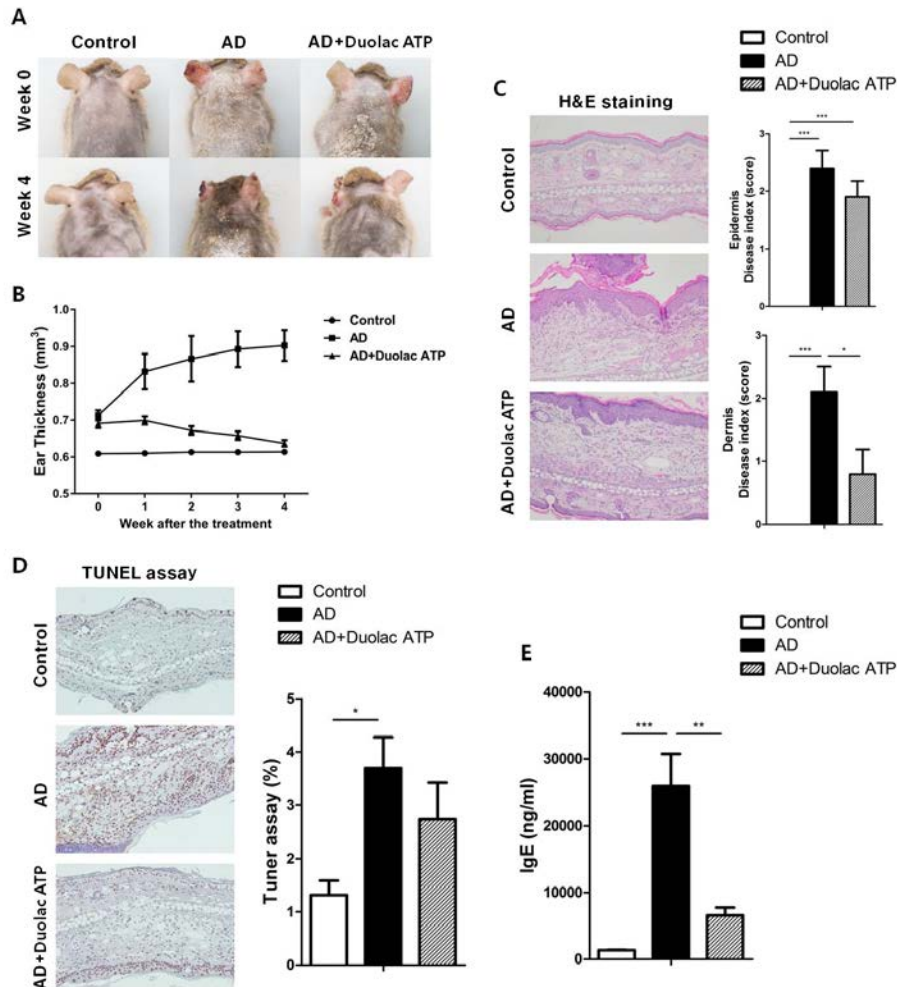 A
Control AD AD+Duolac ATP
Week 0
Week 4
B
Ear Thickness (mm³)
1.0
0.9
0.8
0.7
0.6
0.5
0 1 2 3 4
Week after the treatment
Control
AD
AD+Duolac ATP
Control
AD
AD+Duolac ATP
C
H&E staining
Control
AD
AD+Duolac ATP
Epidermis
Disease index (score)
3
2
1
0
***
***
Dermis
Disease index (score)
3
2
1
0
*** *
D
TUNEL assay
Control
AD
AD+Duolac ATP
Control
AD
AD+Duolac ATP
Tuner assay (%)
5
4
3
2
1
0
*
Control
AD
AD+Duolac ATP
E
IgE (ng/ml)
40000
30000
20000
10000
0
*** **